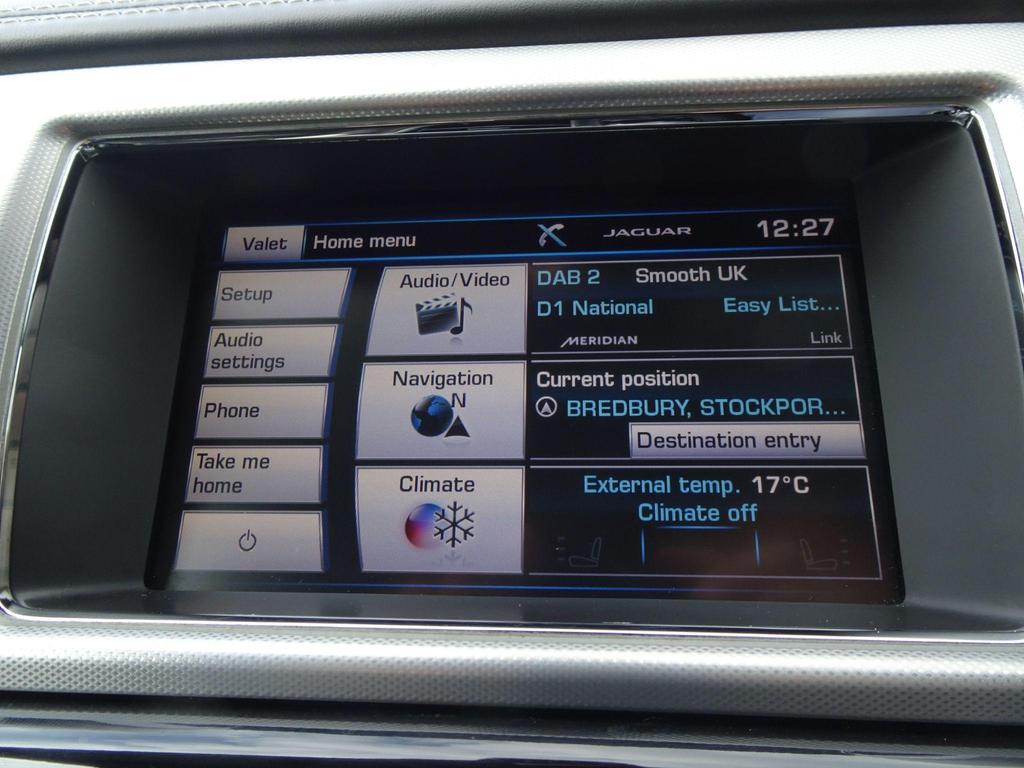 Valet
Home menu
JAGUAR
12:27
Setup
Audio
settings
Phone
Take me
home
Audio/Video
Navigation
N
Climate
DAB 2 Smooth UK
D1 National Easy List...
MERIDIAN Link
Current position
BREDBURY, STOCKPOR...
Destination entry
External temp. 17°C
Climate off